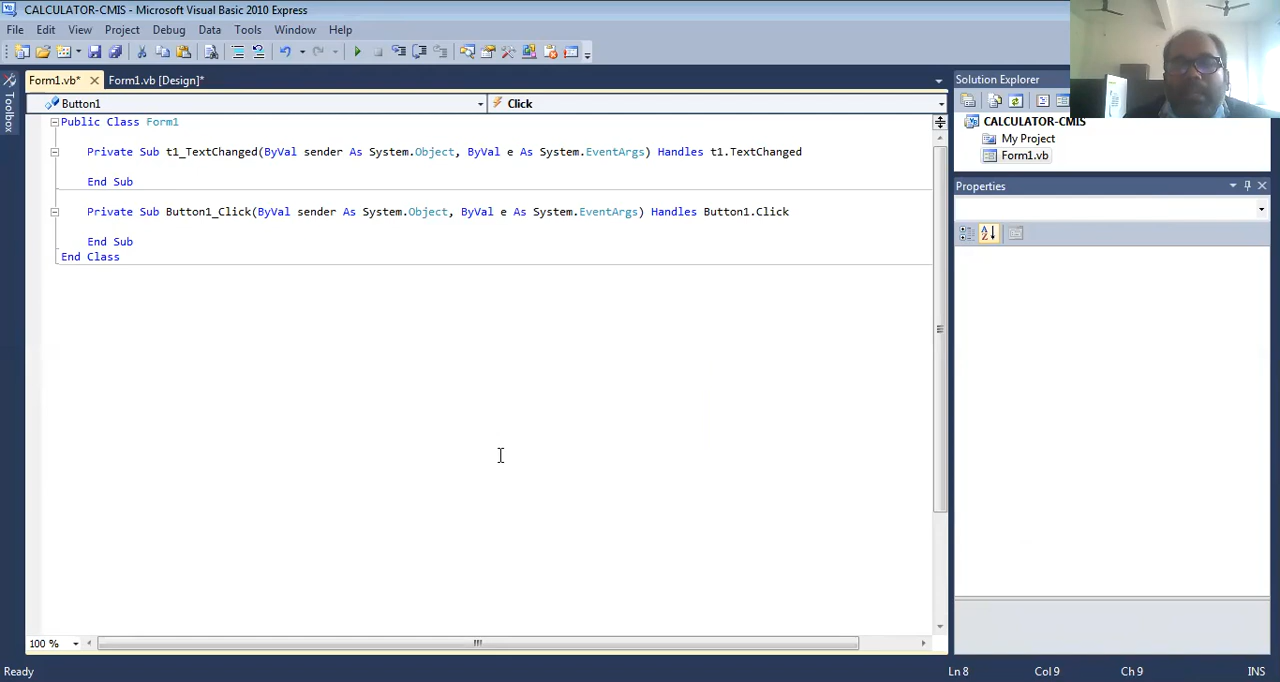 CALCULATOR-CMIS - Microsoft Visual Basic 2010 Express
File Edit View Project Debug Data Tools Window Help
Form1.vb* Form1.vb [Design]*
Toolbox
Button1 Click
Public Class Form1
Private Sub t1_TextChanged(ByVal sender As System.Object, ByVal e As System.EventArgs) Handles t1.TextChanged
End Sub
Private Sub Button1_Click(ByVal sender As System.Object, ByVal e As System.EventArgs) Handles Button1.Click
End Sub
End Class
Solution Explorer
CALCULATOR-CMIS
My Project
Form1.vb
Properties
100 %
Ready Ln 8 Col 9 Ch 9 INS